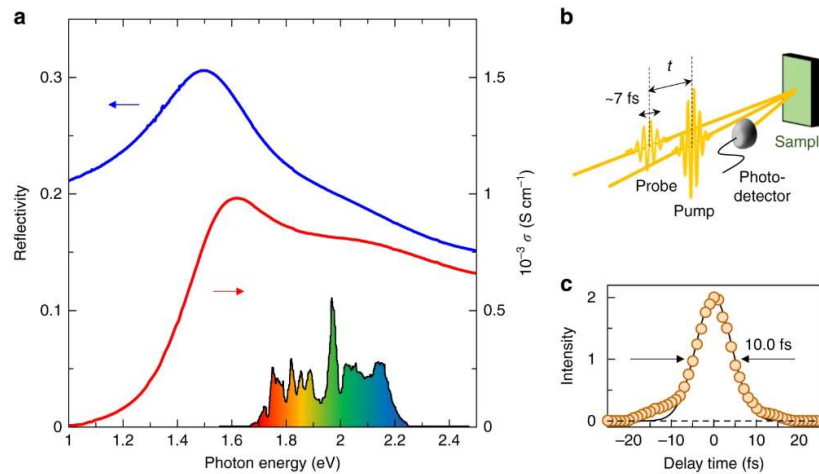 a
0.3
0.2
0.1
0
Reflectivity
1.5
1
0.5
0
10⁻³ σ (S cm⁻¹)
1
1.2
1.4
1.6
1.8
2
2.2
2.4
Photon energy (eV)
b
t
~7 fs
Probe
Pump
Photo-
detector
c
2
1
0
Intensity
10.0 fs
–20
–10
0
10
20
Delay time (fs)